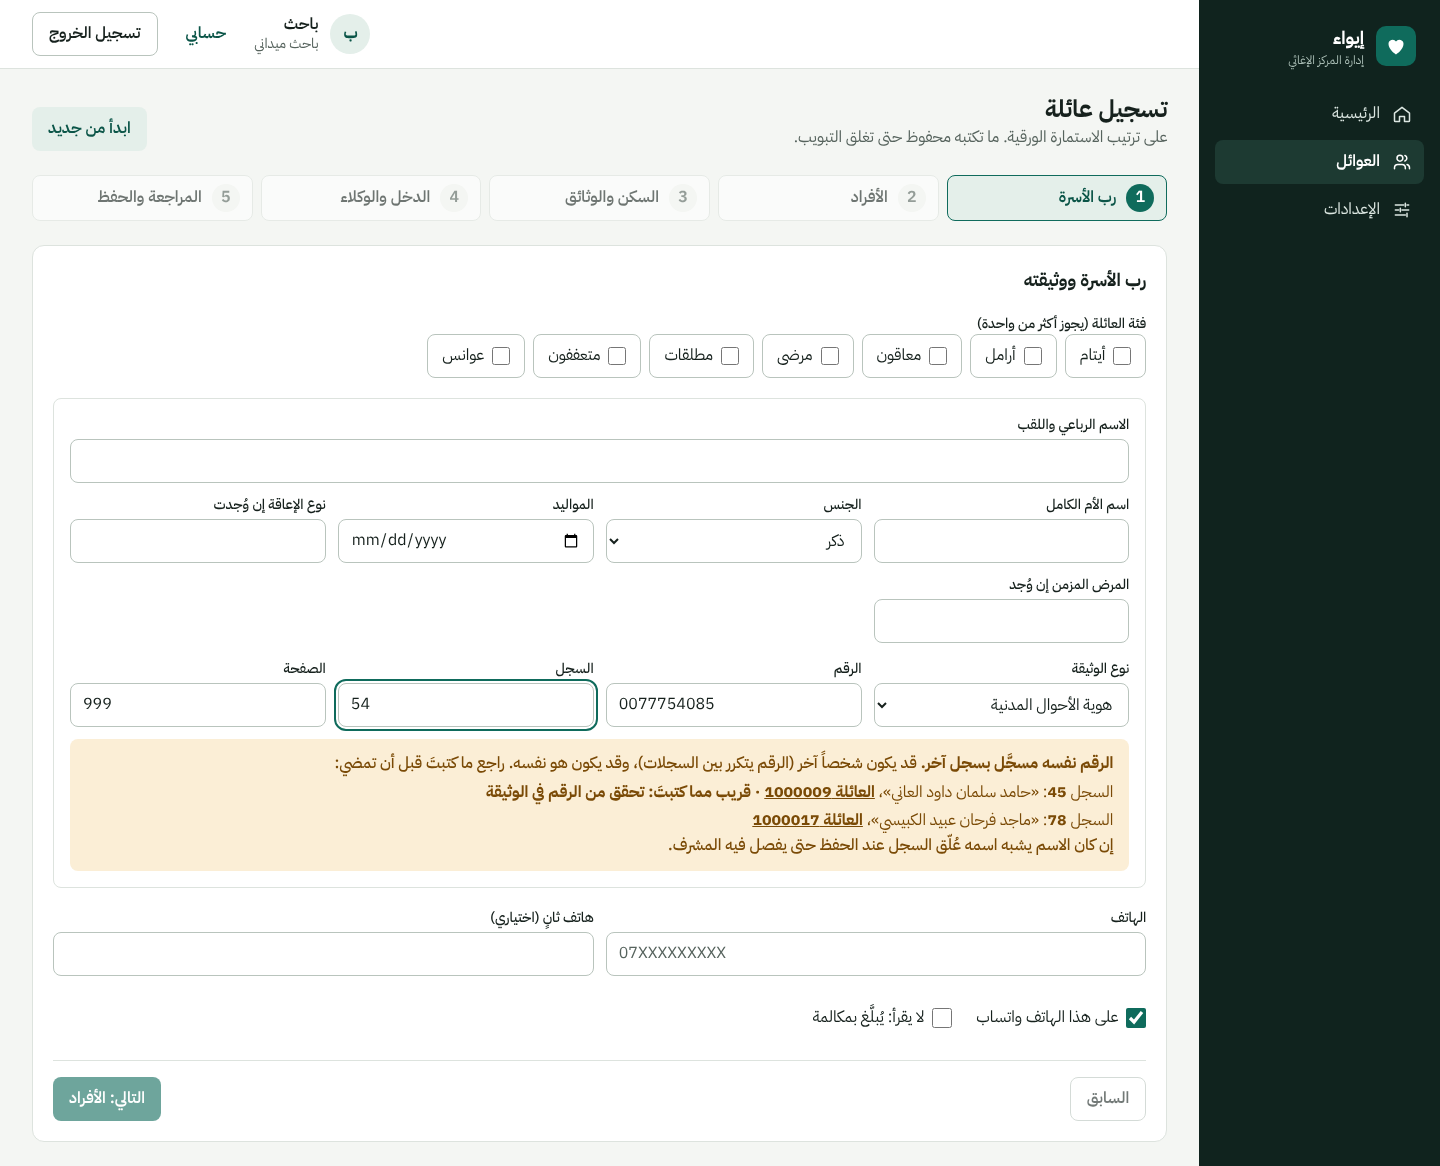 إيواء
إدارة المركز الإغاثي
الرئيسية
العوائل
الإعدادات
ب
باحث
باحث ميداني
حسابي
تسجيل الخروج
تسجيل عائلة
على ترتيب الاستمارة الورقية. ما تكتبه محفوظ حتى تغلق التبويب.
ابدأ من جديد
1 رب الأسرة
2 الأفراد
3 السكن والوثائق
4 الدخل والوكلاء
5 المراجعة والحفظ
رب الأسرة ووثيقته
فئة العائلة (يجوز أكثر من واحدة)
أيتام
أرامل
معاقون
مرضى
مطلقات
متعففون
عوانس
الاسم الرباعي واللقب
اسم الأم الكامل
الجنس
المواليد
نوع الإعاقة إن وُجدت
ذكر
mm/dd/yyyy
المرض المزمن إن وُجد
نوع الوثيقة
الرقم
السجل
الصفحة
هوية الأحوال المدنية
0077754085
54
999
الرقم نفسه مسجَّل بسجل آخر. قد يكون شخصاً آخر (الرقم يتكرر بين السجلات)، وقد يكون هو نفسه. راجع ما كتبتَ قبل أن تمضي:
السجل 45: «حامد سلمان داود العاني»، العائلة 1000009 · قريب مما كتبتَ: تحقق من الرقم في الوثيقة
السجل 78: «ماجد فرحان عبيد الكبيسي»، العائلة 1000017
إن كان الاسم يشبه اسمه عُلّق السجل عند الحفظ حتى يفصل فيه المشرف.
الهاتف
هاتف ثانٍ (اختياري)
07XXXXXXXXX
على هذا الهاتف واتساب
لا يقرأ: يُبلَّغ بمكالمة
السابق
التالي: الأفراد